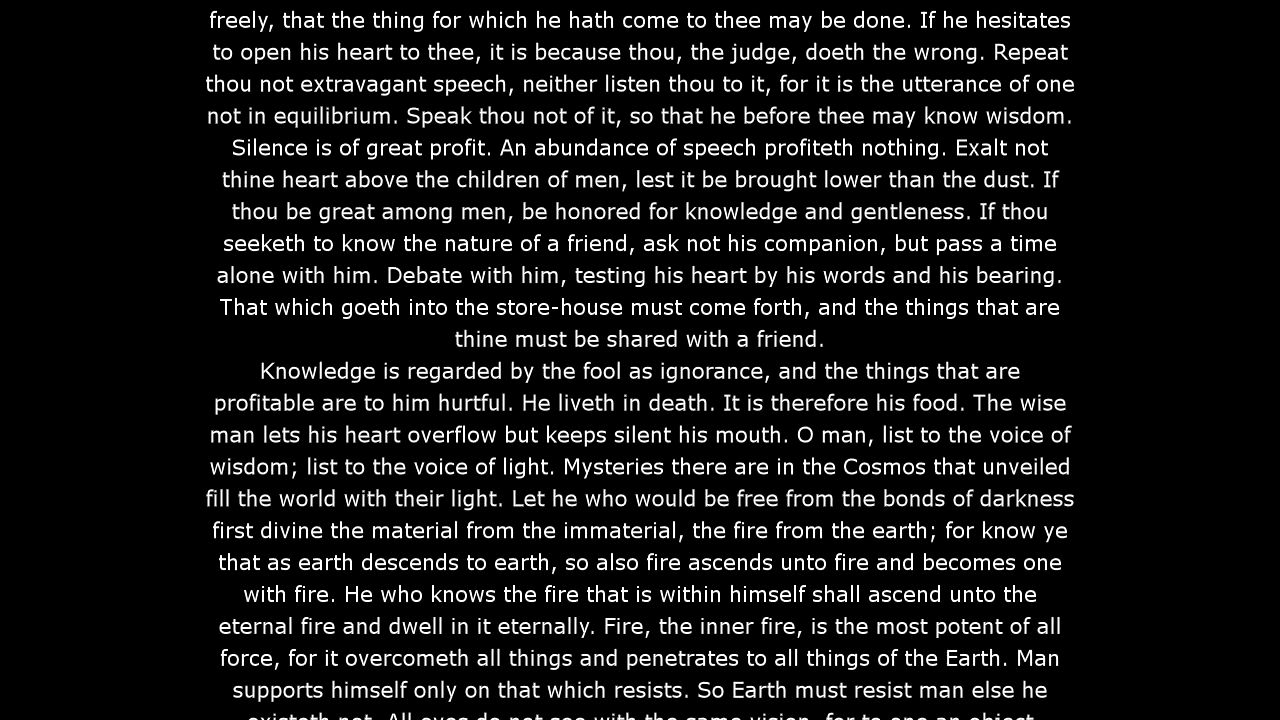 freely, that the thing for which he hath come to thee may be done. If he hesitates
to open his heart to thee, it is because thou, the judge, doeth the wrong. Repeat
thou not extravagant speech, neither listen thou to it, for it is the utterance of one
not in equilibrium. Speak thou not of it, so that he before thee may know wisdom.
Silence is of great profit. An abundance of speech profiteth nothing. Exalt not
thine heart above the children of men, lest it be brought lower than the dust. If
thou be great among men, be honored for knowledge and gentleness. If thou
seeketh to know the nature of a friend, ask not his companion, but pass a time
alone with him. Debate with him, testing his heart by his words and his bearing.
That which goeth into the store-house must come forth, and the things that are
thine must be shared with a friend.
Knowledge is regarded by the fool as ignorance, and the things that are
profitable are to him hurtful. He liveth in death. It is therefore his food. The wise
man lets his heart overflow but keeps silent his mouth. O man, list to the voice of
wisdom; list to the voice of light. Mysteries there are in the Cosmos that unveiled
fill the world with their light. Let he who would be free from the bonds of darkness
first divine the material from the immaterial, the fire from the earth; for know ye
that as earth descends to earth, so also fire ascends unto fire and becomes one
with fire. He who knows the fire that is within himself shall ascend unto the
eternal fire and dwell in it eternally. Fire, the inner fire, is the most potent of all
force, for it overcometh all things and penetrates to all things of the Earth. Man
supports himself only on that which resists. So Earth must resist man else he
existeth not. All eyes do not see with the same vision, for to one an object